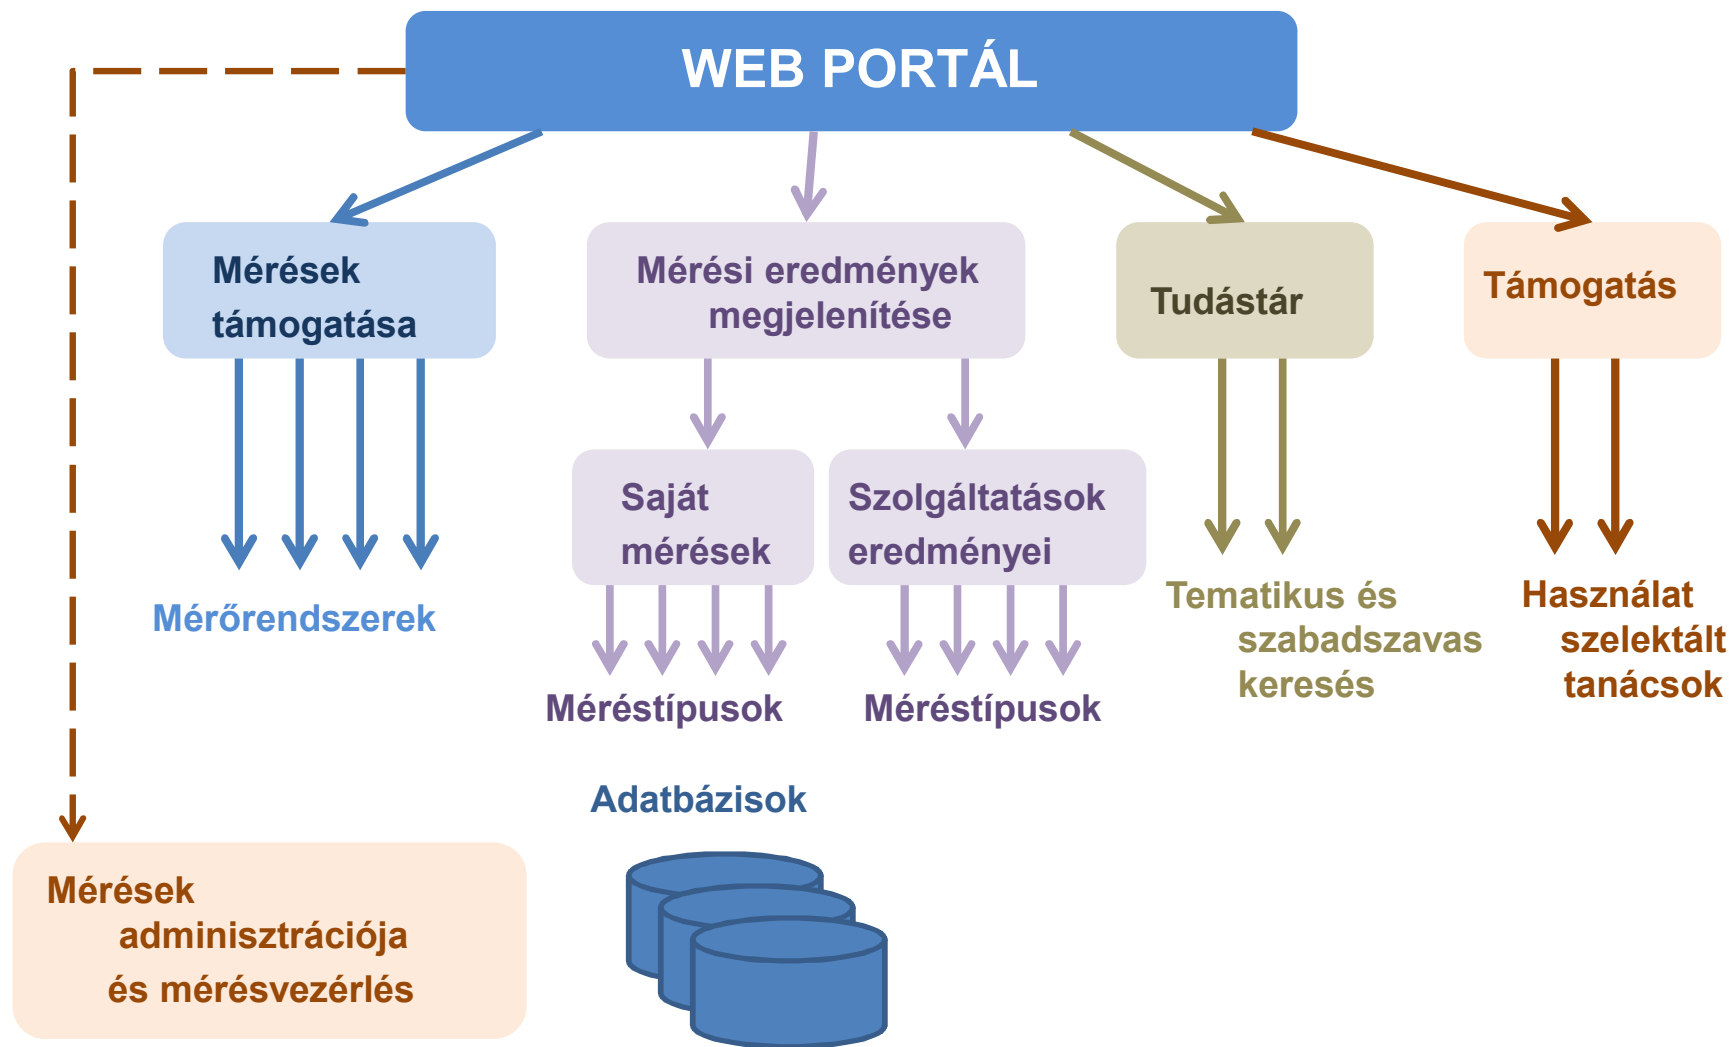 WEB PORTÁL
Mérések
támogatása
Mérési eredmények
megjelenítése
Tudástár
Támogatás
Saját
mérések
Szolgáltatások
eredményei
Mérőrendszerek
Méréstípusok
Méréstípusok
Tematikus és
szabadszavas
keresés
Használat
szelektált
tanácsok
Adatbázisok
Mérések
adminisztrációja
és mérésvezérlés